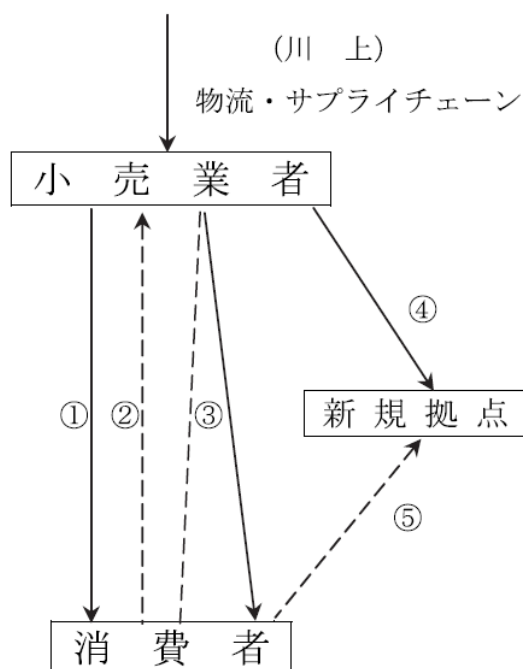 (川 上)
物流・サプライチェーン
小 売 業 者
④
① ② ③
新 規 拠 点
⑤
消 費 者